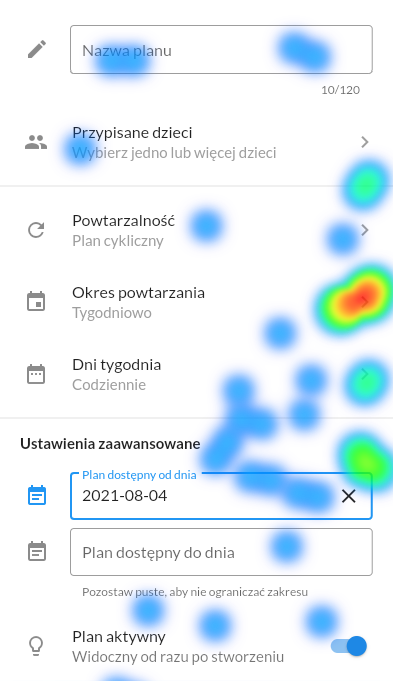 Nazwa planu
10/120
Przypisane dzieci
Wybierz jedno lub więcej dzieci
Powtarzalność
Plan cykliczny
Okres powtarzania
Tygodniowo
Dni tygodnia
Codziennie
Ustawienia zaawansowane
Plan dostępny od dnia
2021-08-04
Plan dostępny do dnia
Pozostaw puste, aby nie ograniczać zakresu
Plan aktywny
Widoczny od razu po stworzeniu